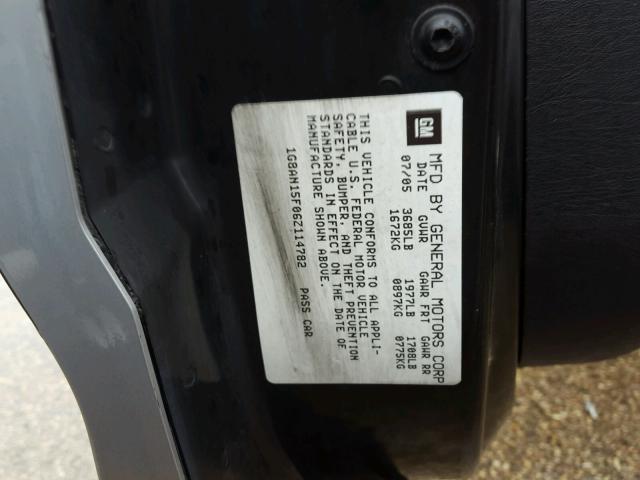 GM
MFD BY GENERAL MOTORS CORP
DATE GVWR GAWR FRT GAWR RR
07/05 3685LB 1977LB 1708LB
1672KG 0897KG 0775KG
THIS VEHICLE CONFORMS TO ALL APPLI-
CABLE U.S. FEDERAL MOTOR VEHICLE
SAFETY, BUMPER, AND THEFT PREVENTION
STANDARDS IN EFFECT ON THE DATE OF
MANUFACTURE SHOWN ABOVE.
1G8AN15F06Z114782 PASS CAR